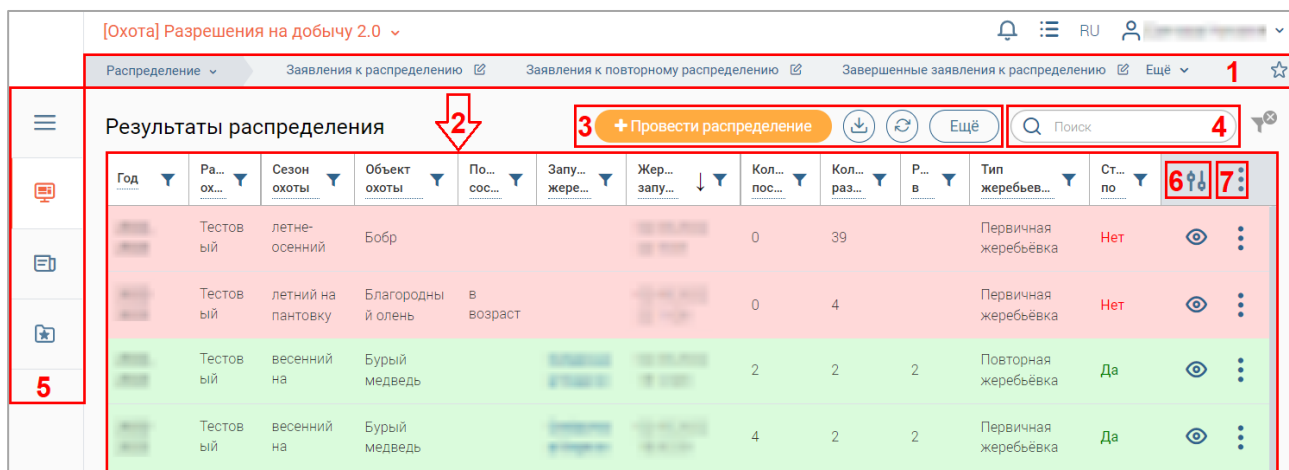 [Охота] Разрешения на добычу 2.0 RU
Распределение Заявления к распределению Заявления к повторному распределению Завершенные заявления к распределению Ещё 1
Результаты распределения 2 3 + Провести распределение Ещё Поиск 4
Год Ра... ох... Сезон охоты Объект охоты По... сос... Запу... жере... Жер... запу... Кол... пос... Кол... раз... Р... в Тип жеребьев... Ст... по 6 7
Тестов ый летне- осенний Бобр 0 39 Первичная жеребьёвка Нет
Тестов ый летний на пантовку Благородны й олень в возраст 0 4 Первичная жеребьёвка Нет
Тестов ый весенний на Бурый медведь 2 2 2 Повторная жеребьёвка Да
5
Тестов ый весенний на Бурый медведь 4 2 2 Первичная жеребьёвка Да